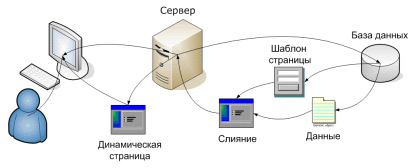 Сервер
База данных
Шаблон
страницы
Динамическая
страница
Слияние
Данные